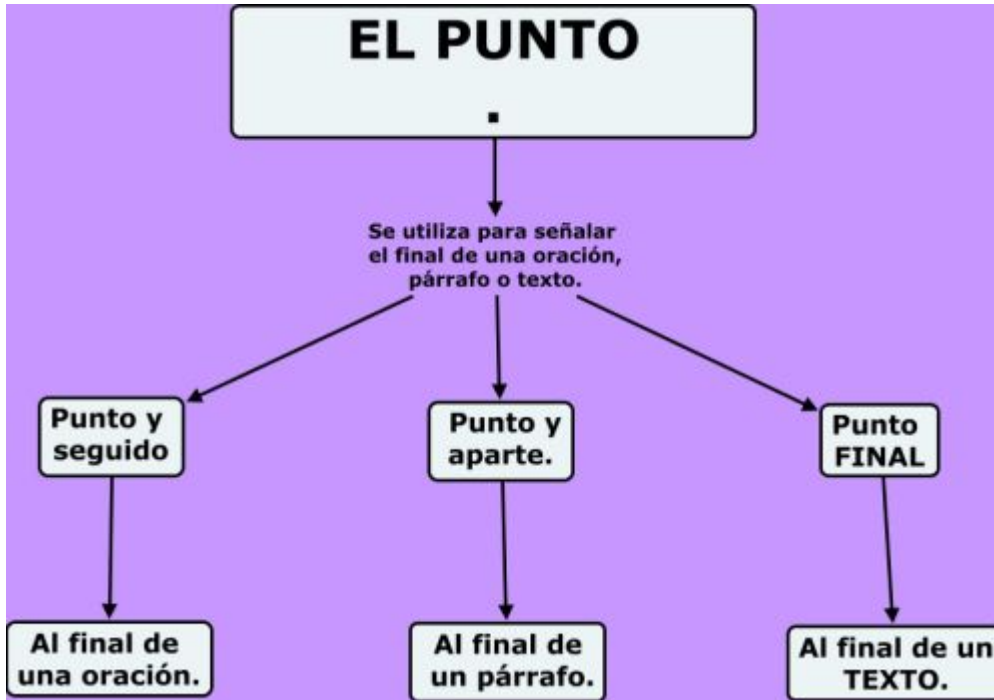 EL PUNTO
.
Se utiliza para señalar
el final de una oración,
párrafo o texto.
Punto y
seguido
Punto y
aparte.
Punto
FINAL
Al final de
una oración.
Al final de
un párrafo.
Al final de un
TEXTO.